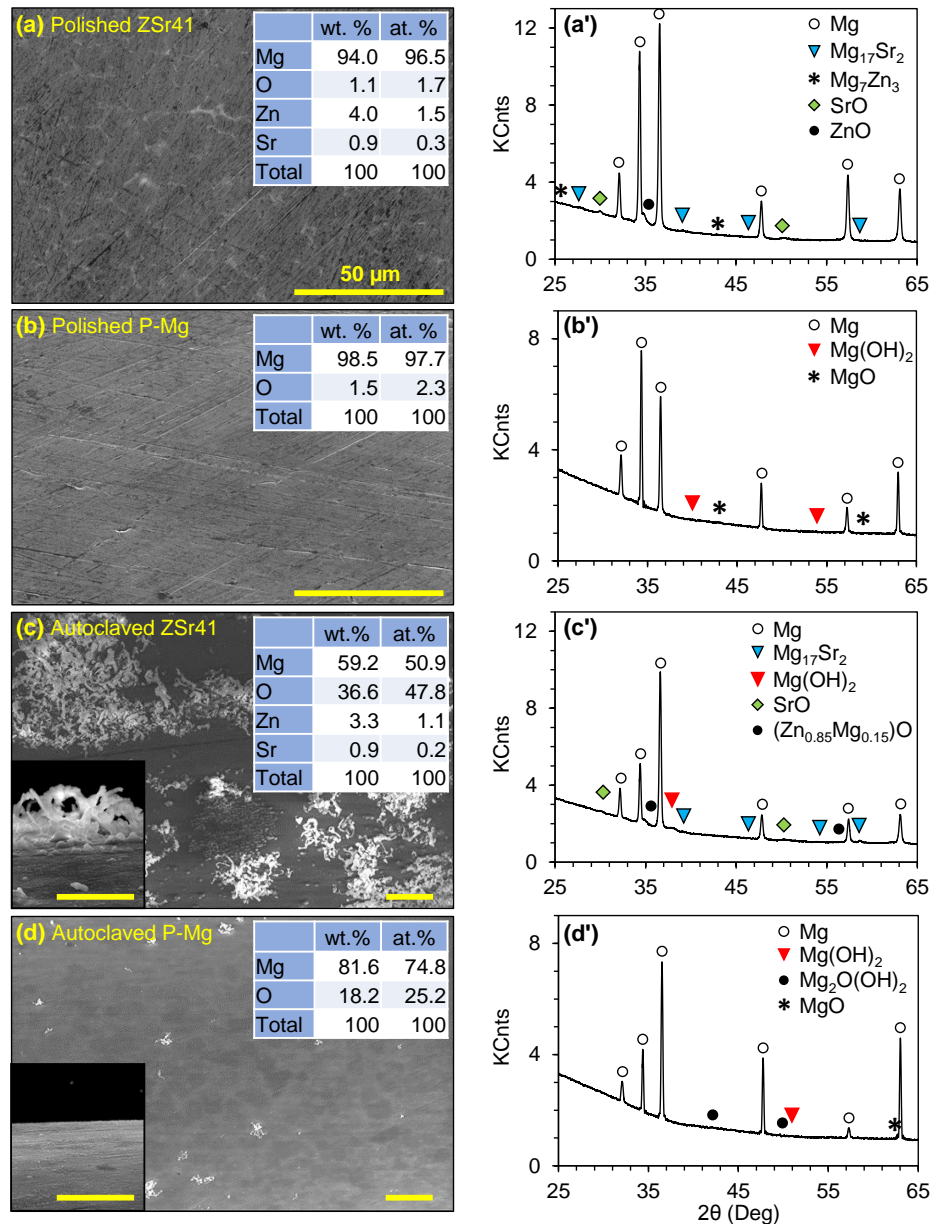 (a) Polished ZSr41
wt. % at. %
Mg 94.0 96.5
O 1.1 1.7
Zn 4.0 1.5
Sr 0.9 0.3
Total 100 100
50 µm
(a')
KCnts
12
8
4
0
25 35 45 55 65
Mg
Mg17Sr2
Mg7Zn3
SrO
ZnO
(b) Polished P-Mg
wt. % at. %
Mg 98.5 97.7
O 1.5 2.3
Total 100 100
(b')
KCnts
8
4
0
25 35 45 55 65
Mg
Mg(OH)2
MgO
(c) Autoclaved ZSr41
wt.% at.%
Mg 59.2 50.9
O 36.6 47.8
Zn 3.3 1.1
Sr 0.9 0.2
Total 100 100
(c')
KCnts
12
8
4
0
25 35 45 55 65
Mg
Mg17Sr2
Mg(OH)2
SrO
(Zn0.85Mg0.15)O
(d) Autoclaved P-Mg
wt.% at.%
Mg 81.6 74.8
O 18.2 25.2
Total 100 100
(d')
KCnts
8
4
0
25 35 45 55 65
2θ (Deg)
Mg
Mg(OH)2
Mg2O(OH)2
MgO